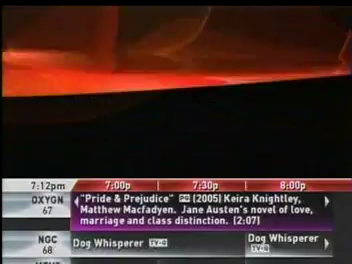 7:12pm 7:00p 7:30p 8:00p
OXYGN "Pride & Prejudice" PG (2005) Keira Knightley,
67 Matthew Macfadyen. Jane Austen's novel of love,
marriage and class distinction. [2:07]
NGC Dog Whisperer TV-G Dog Whisperer
68 TV-G